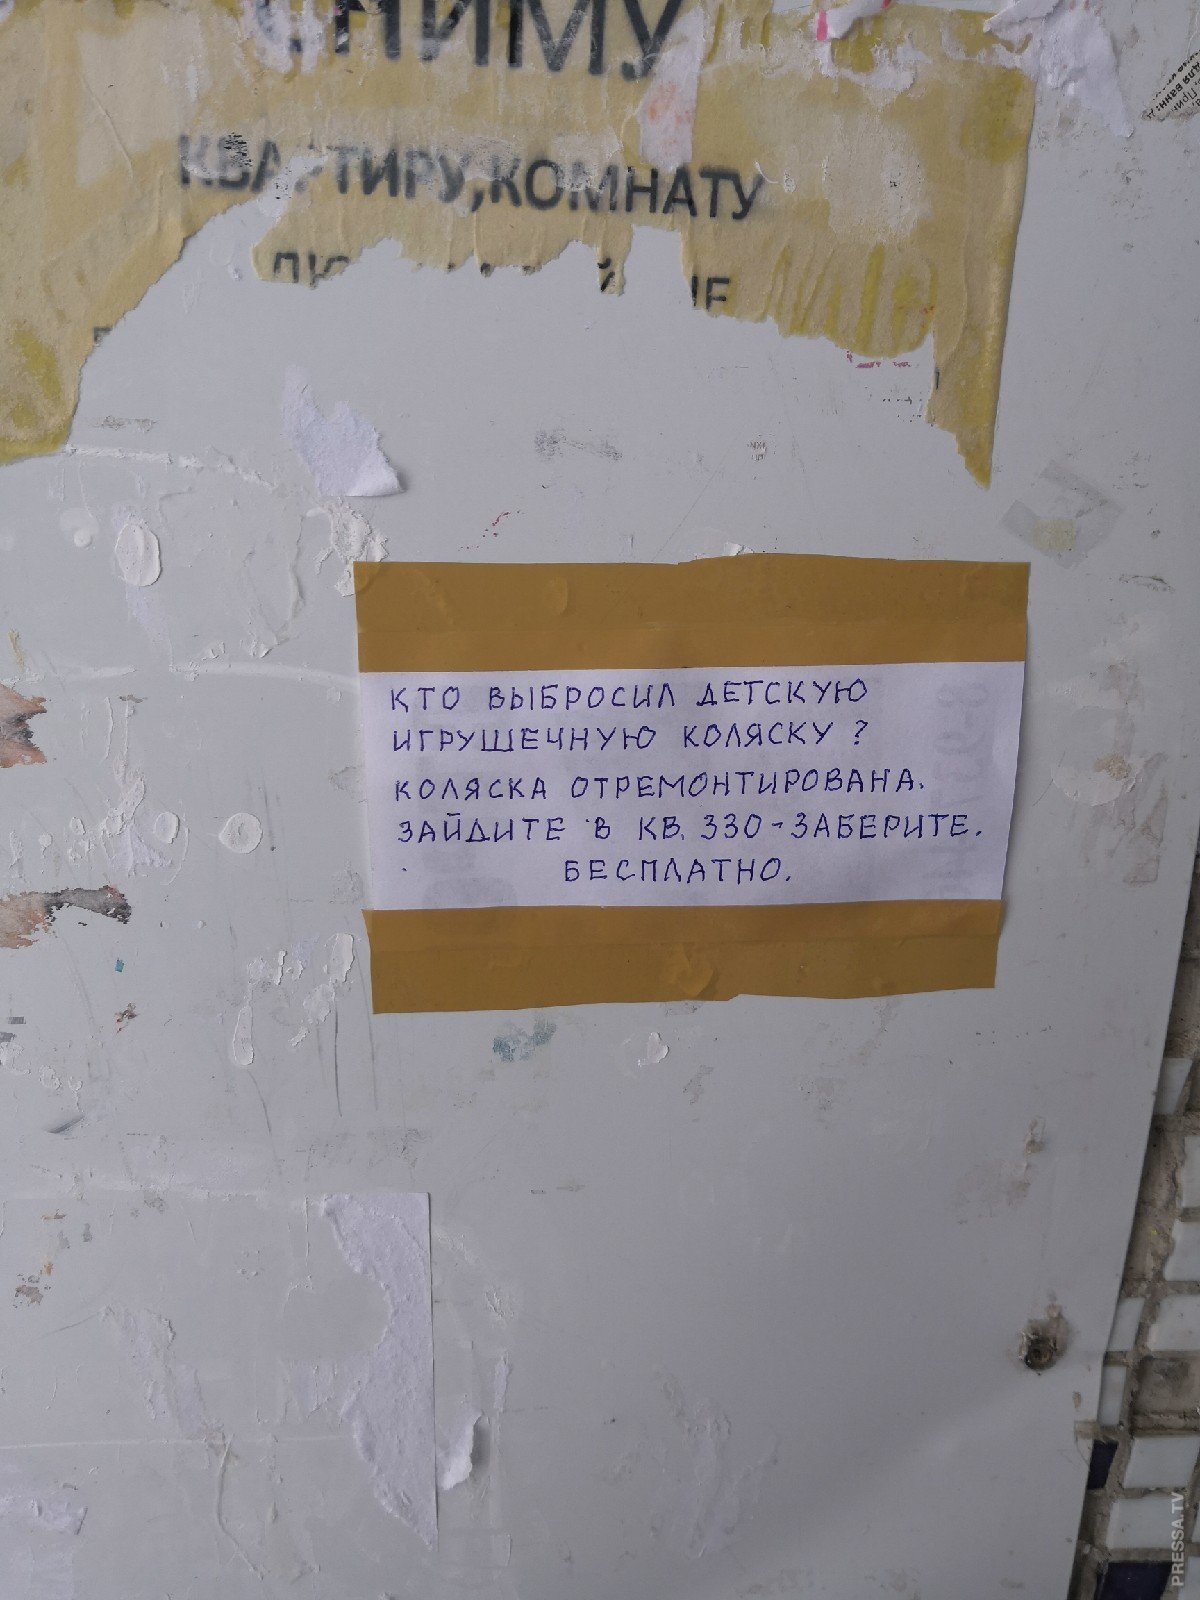 СНИМУ
КВАРТИРУ, КОМНАТУ
КТО ВЫБРОСИЛ ДЕТСКУЮ
ИГРУШЕЧНУЮ КОЛЯСКУ ?
КОЛЯСКА ОТРЕМОНТИРОВАНА.
ЗАЙДИТЕ В КВ. 330-ЗАБЕРИТЕ.
БЕСПЛАТНО.
PRESSA.TV